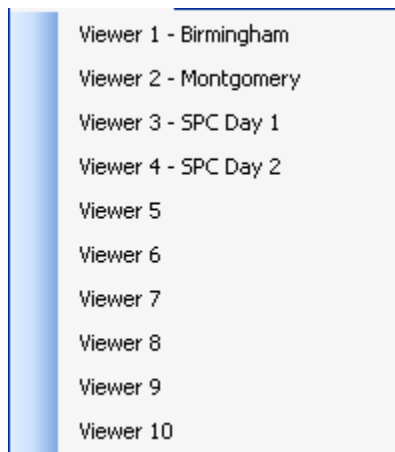 Viewer 1 - Birmingham
Viewer 2 - Montgomery
Viewer 3 - SPC Day 1
Viewer 4 - SPC Day 2
Viewer 5
Viewer 6
Viewer 7
Viewer 8
Viewer 9
Viewer 10